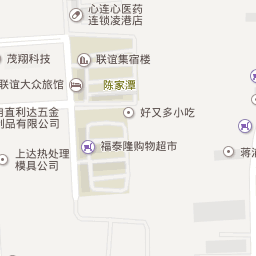 心连心医药
连锁凌港店
茂翔科技
联谊集宿楼
联谊大众旅馆
陈家潭
好又多小吃
直利达五金
制品有限公司
福泰隆购物超市
上达热处理
模具公司
蒋